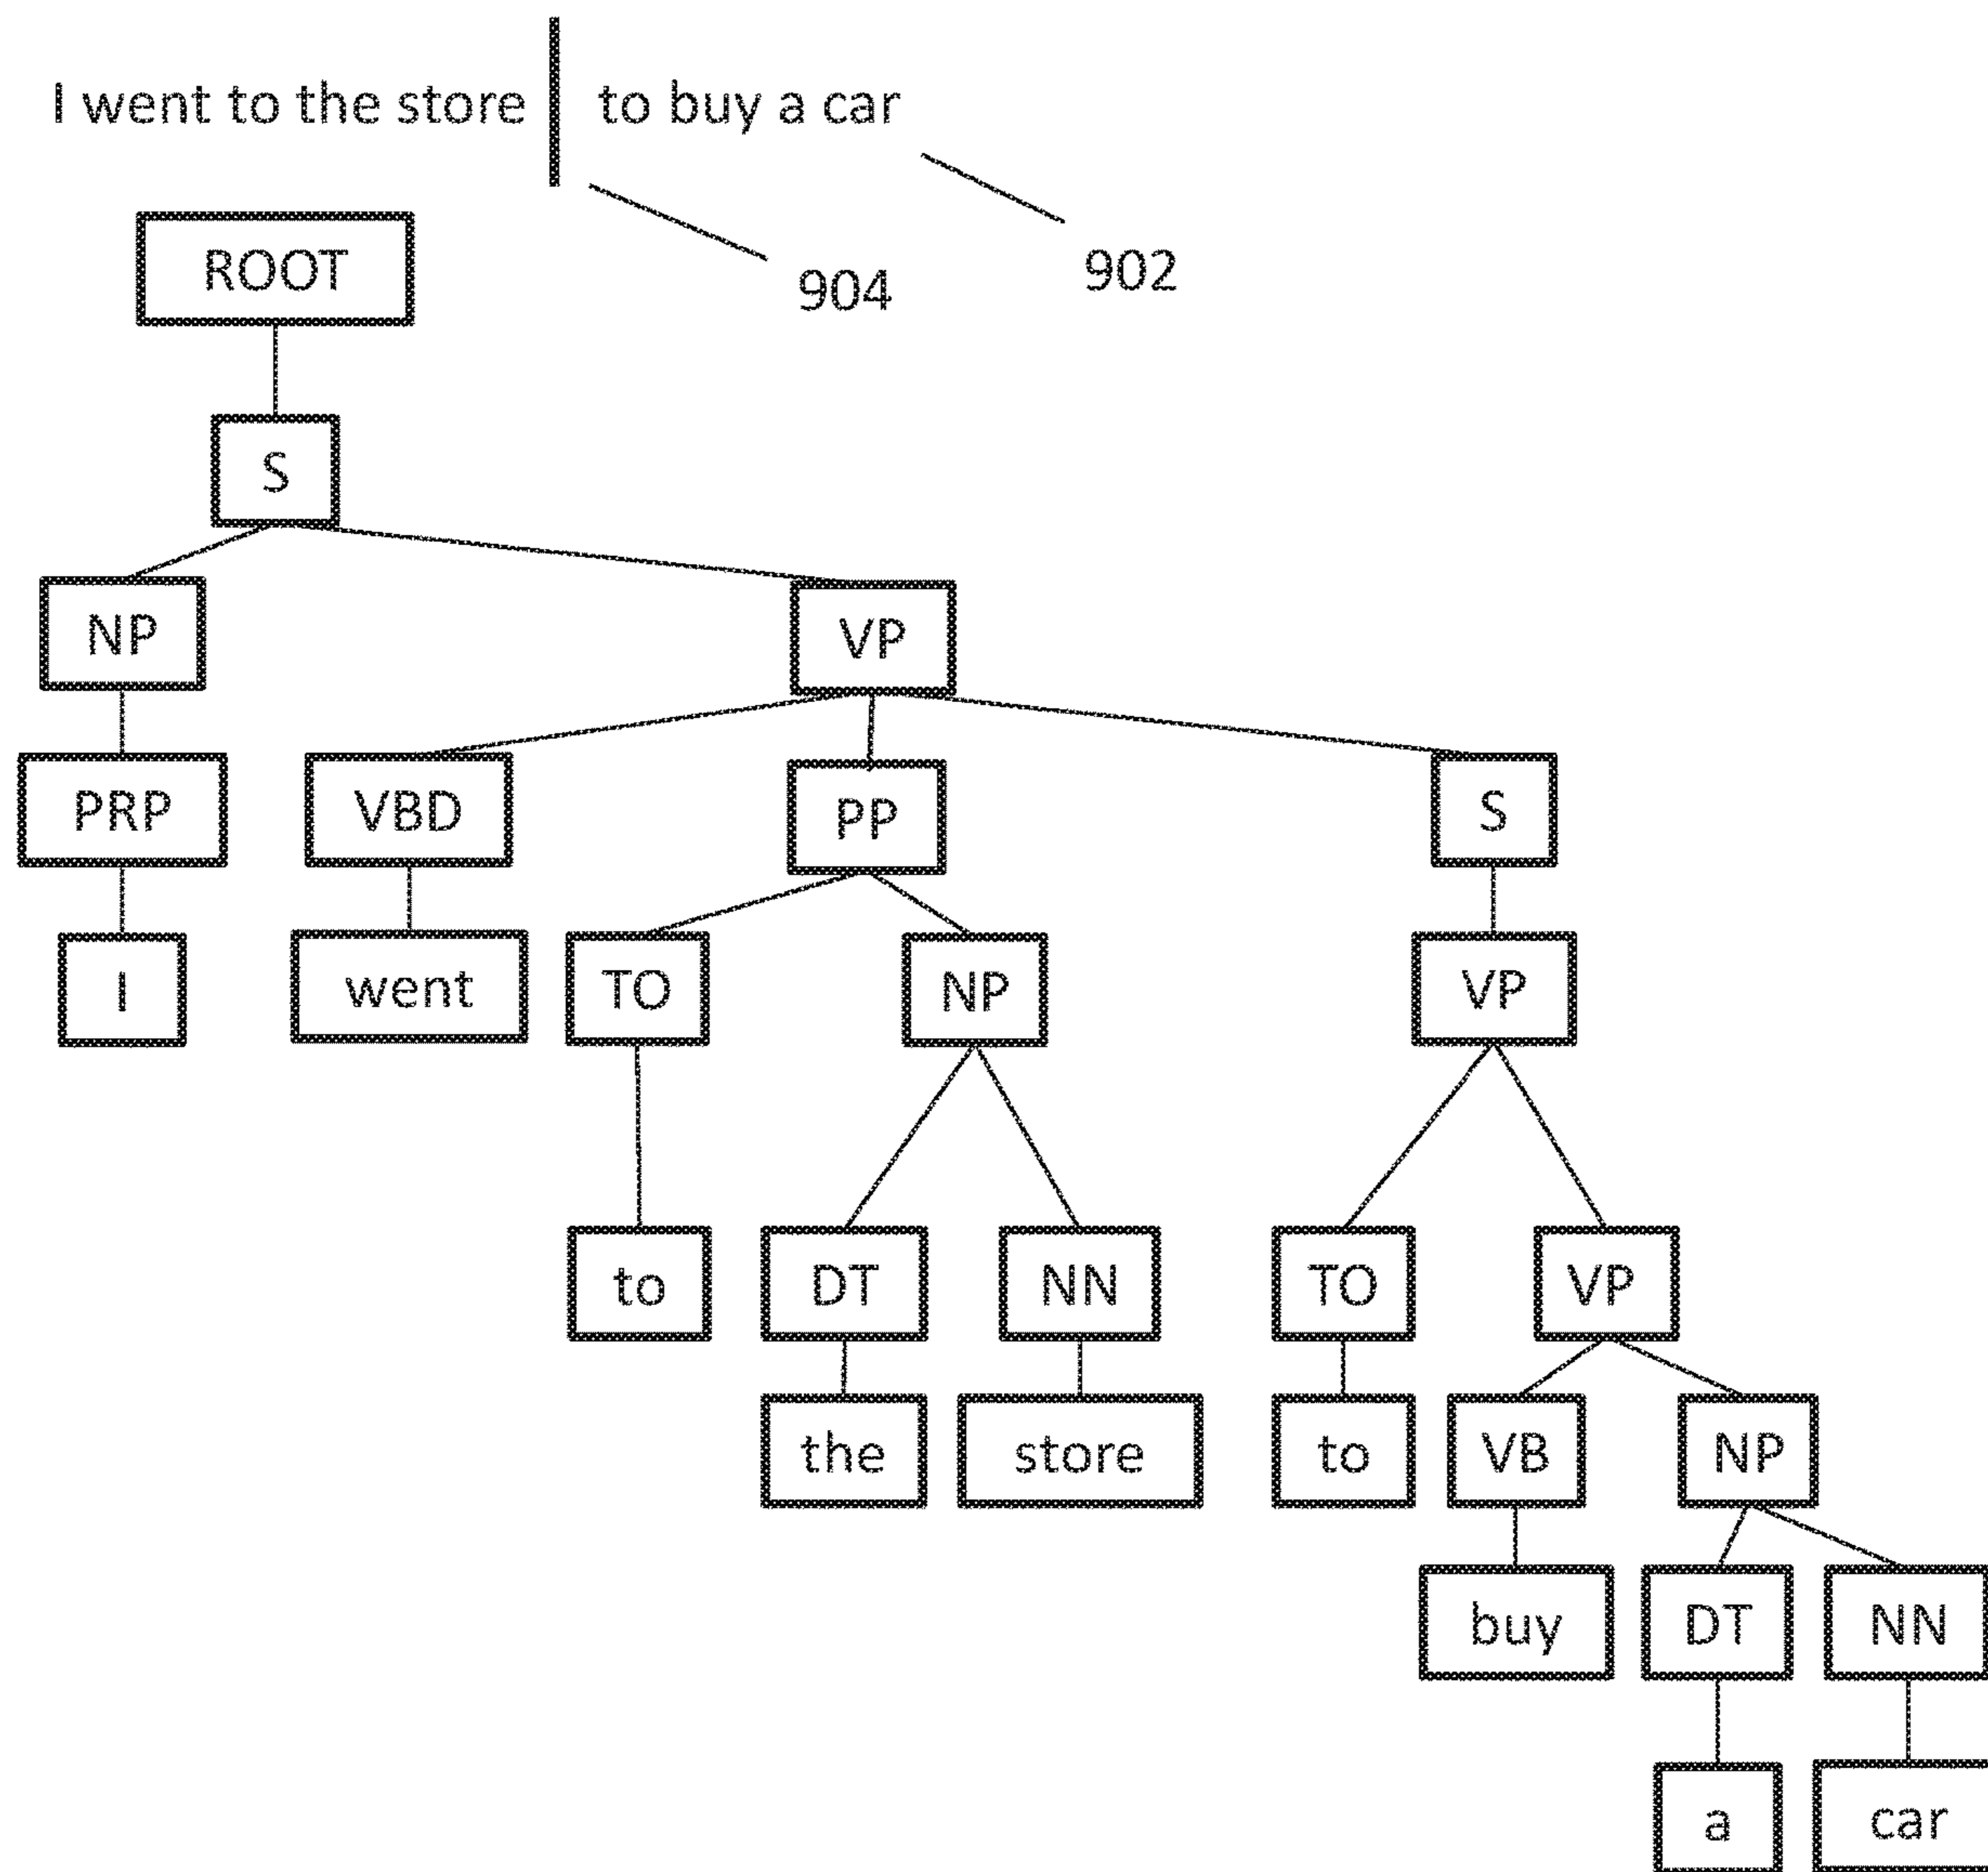 I went to the store to buy a car
904 902
ROOT
S
NP VP
PRP VBD PP S
I went TO NP VP
to DT NN TO VP
the store to VB NP
buy DT NN
a car